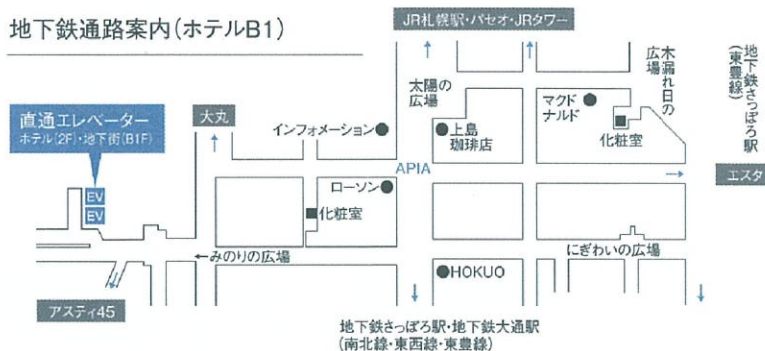 地下鉄通路案内(ホテルB1)
JR札幌駅・パセオ・JRタワー
直通エレベーター
ホテル(2F)・地下街(B1F)
大丸
インフォメーション
太陽の
広場
上島
珈琲店
マクド
ナルド
化粧室
木漏れ日の
広場
地下鉄さっぽろ駅
(東豊線)
APIA
エスタ
EV
EV
ローソン
化粧室
←みのりの広場
にぎわいの広場
HOKUO
アスティ45
地下鉄さっぽろ駅・地下鉄大通駅
(南北線・東西線・東豊線)